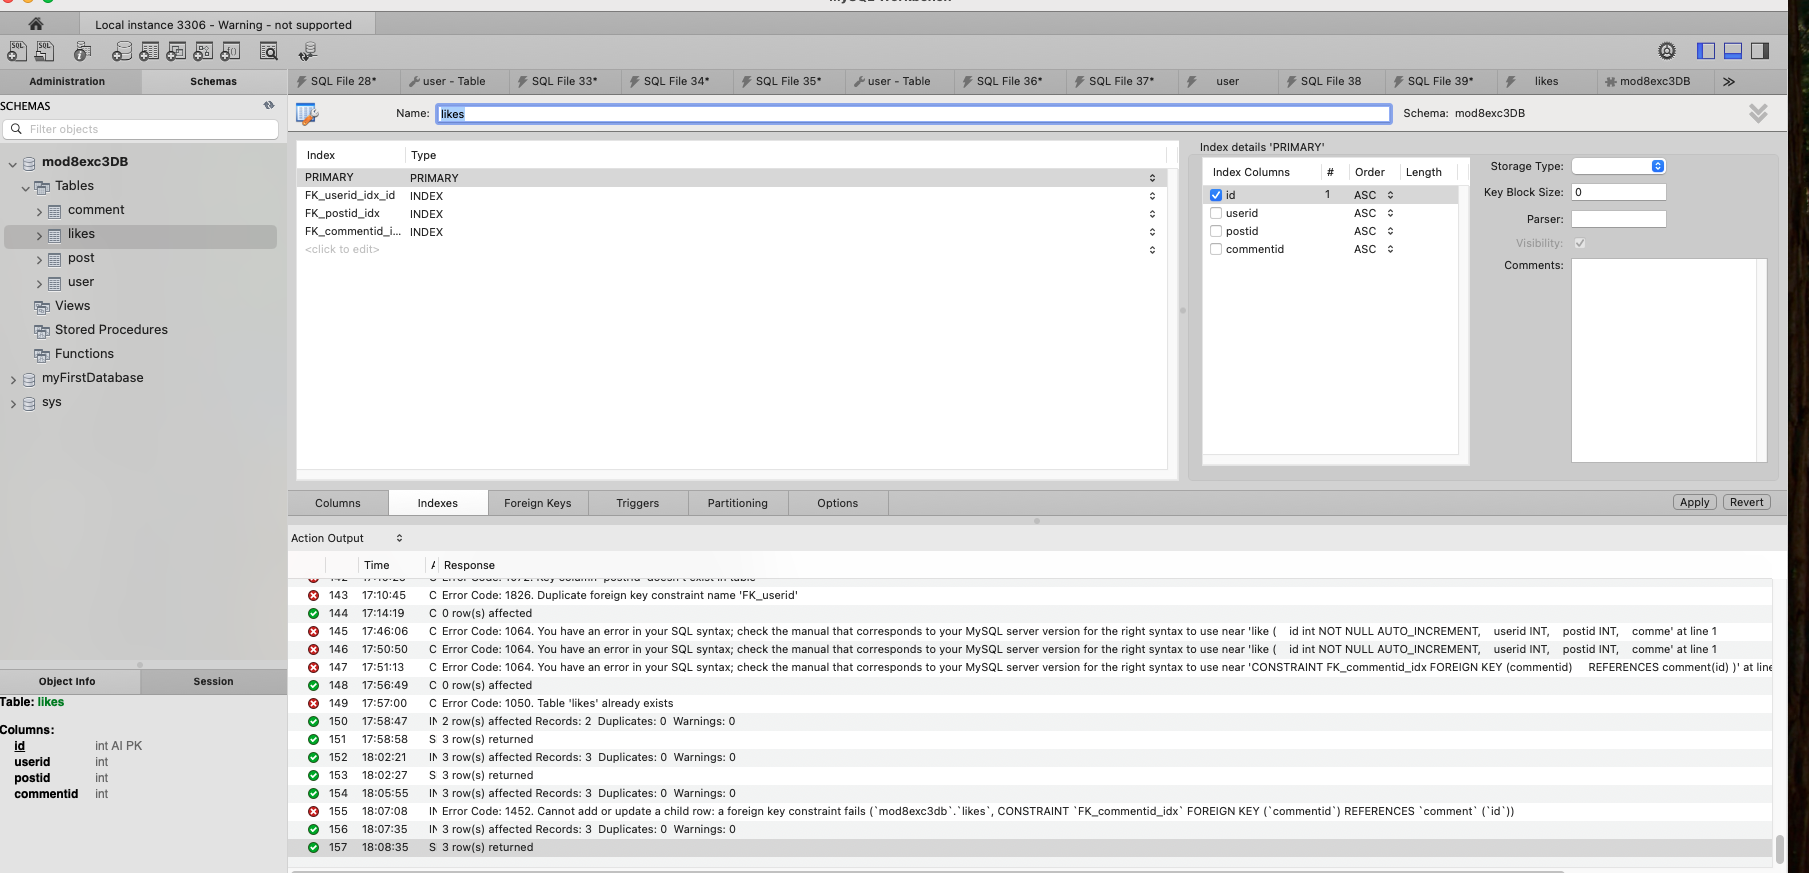 Local instance 3306 - Warning - not supported
Administration
Schemas
SQL File 28*
user - Table
SQL File 33*
SQL File 34*
SQL File 35*
user - Table
SQL File 36*
SQL File 37*
user
SQL File 38
SQL File 39*
likes
mod8exc3DB
SCHEMAS
Filter objects
mod8exc3DB
Tables
comment
likes
post
user
Views
Stored Procedures
Functions
myFirstDatabase
sys
Name: likes
Schema: mod8exc3DB
Index Type
PRIMARY PRIMARY
FK_userid_idx_id INDEX
FK_postid_idx INDEX
FK_commentid_i... INDEX
<click to edit>
Index details 'PRIMARY'
Index Columns # Order Length
id 1 ASC
userid ASC
postid ASC
commentid ASC
Storage Type:
Key Block Size: 0
Parser:
Visibility:
Comments:
Columns
Indexes
Foreign Keys
Triggers
Partitioning
Options
Apply
Revert
Action Output
Time Response
143 17:10:45 C Error Code: 1826. Duplicate foreign key constraint name 'FK_userid'
144 17:14:19 C 0 row(s) affected
145 17:46:06 C Error Code: 1064. You have an error in your SQL syntax; check the manual that corresponds to your MySQL server version for the right syntax to use near 'like ( id int NOT NULL AUTO_INCREMENT, userid INT, postid INT, comme' at line 1
146 17:50:50 C Error Code: 1064. You have an error in your SQL syntax; check the manual that corresponds to your MySQL server version for the right syntax to use near 'like ( id int NOT NULL AUTO_INCREMENT, userid INT, postid INT, comme' at line 1
147 17:51:13 C Error Code: 1064. You have an error in your SQL syntax; check the manual that corresponds to your MySQL server version for the right syntax to use near 'CONSTRAINT FK_commentid_idx FOREIGN KEY (commentid) REFERENCES comment(id) )' at line
148 17:56:49 C 0 row(s) affected
149 17:57:00 C Error Code: 1050. Table 'likes' already exists
150 17:58:47 IN 2 row(s) affected Records: 2 Duplicates: 0 Warnings: 0
151 17:58:58 S 3 row(s) returned
152 18:02:21 IN 3 row(s) affected Records: 3 Duplicates: 0 Warnings: 0
153 18:02:27 S 3 row(s) returned
154 18:05:55 IN 3 row(s) affected Records: 3 Duplicates: 0 Warnings: 0
155 18:07:08 IN Error Code: 1452. Cannot add or update a child row: a foreign key constraint fails (`mod8exc3db`.`likes`, CONSTRAINT `FK_commentid_idx` FOREIGN KEY (`commentid`) REFERENCES `comment` (`id`))
156 18:07:35 IN 3 row(s) affected Records: 3 Duplicates: 0 Warnings: 0
157 18:08:35 S 3 row(s) returned
Object Info
Session
Table: likes
Columns:
id int AI PK
userid int
postid int
commentid int